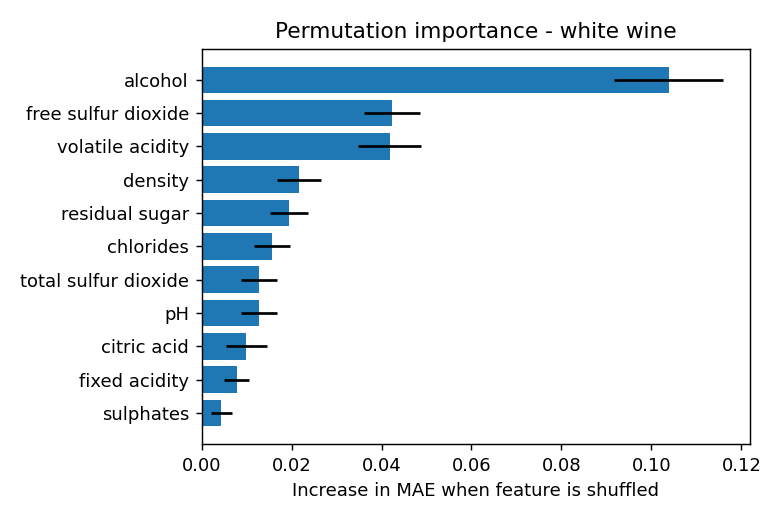 Permutation importance - white wine
alcohol
free sulfur dioxide
volatile acidity
density
residual sugar
chlorides
total sulfur dioxide
pH
citric acid
fixed acidity
sulphates
0.00 0.02 0.04 0.06 0.08 0.10 0.12
Increase in MAE when feature is shuffled